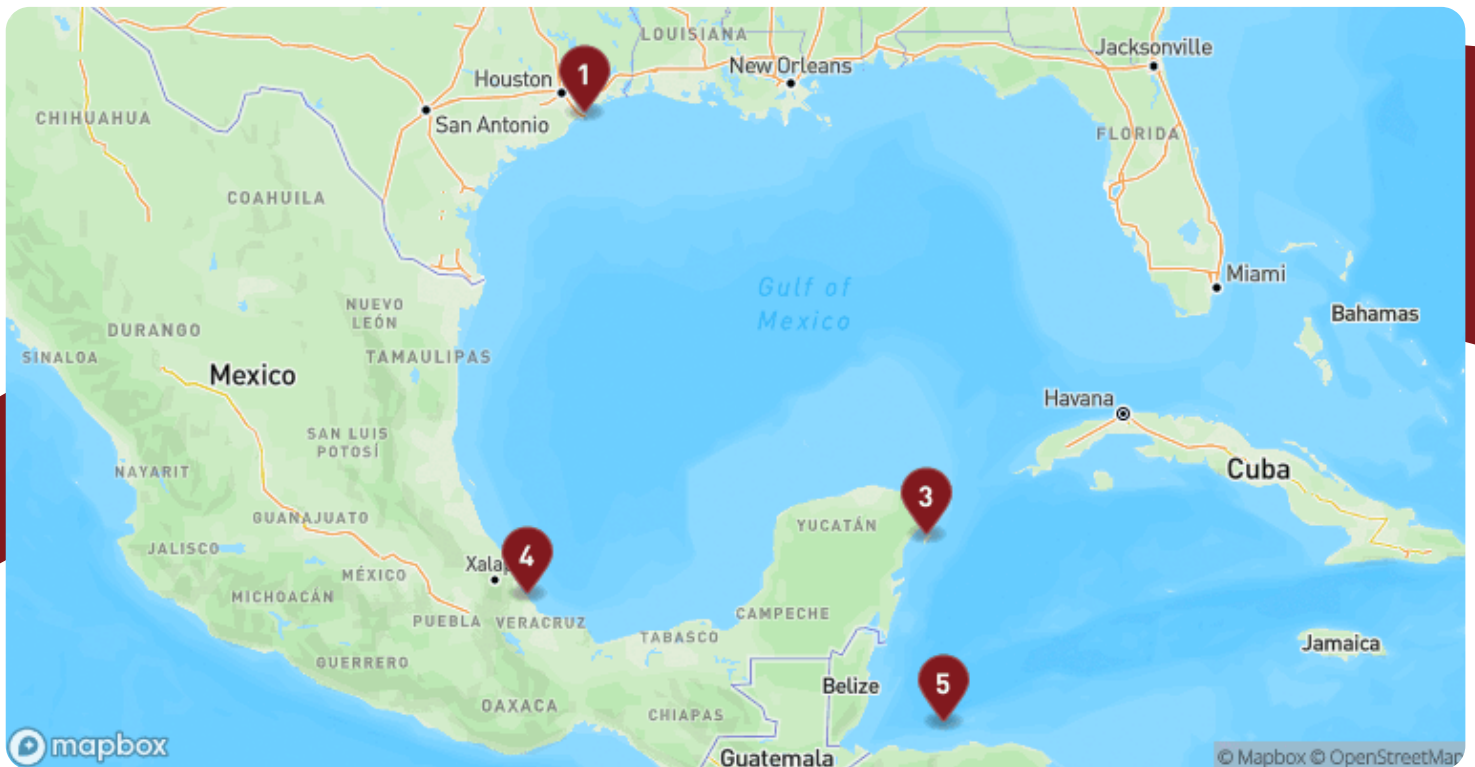 LOUISIANA
Jacksonville
New Orleans
Houston
1
CHIHUAHUA
San Antonio
FLORIDA
COAHUILA
Miami
Gulf of
Mexico
NUEVO
LEÓN
Bahamas
DURANGO
SINALOA
TAMAULIPAS
Mexico
Havana
SAN LUIS
POTOSÍ
NAYARIT
Cuba
3
GUANAJUATO
YUCATÁN
JALISCO
4
Xala
MÉXICO
MICHOACÁN
PUEBLA
VERACRUZ
CAMPECHE
TABASCO
Jamaica
GUERRERO
Belize
5
OAXACA
CHIAPAS
mapbox
Guatemala
© Mapbox © OpenStreetMap